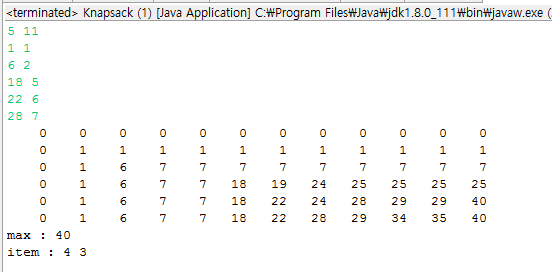 <terminated> Knapsack (1) [Java Application] C:₩Program Files₩Java₩jdk1.8.0_111₩bin₩javaw.exe (
5 11
1 1
6 2
18 5
22 6
28 7
0 0 0 0 0 0 0 0 0 0 0 0
0 1 1 1 1 1 1 1 1 1 1 1
0 1 6 7 7 7 7 7 7 7 7 7
0 1 6 7 7 18 19 24 25 25 25 25
0 1 6 7 7 18 22 24 28 29 29 40
0 1 6 7 7 18 22 28 29 34 35 40
max : 40
item : 4 3